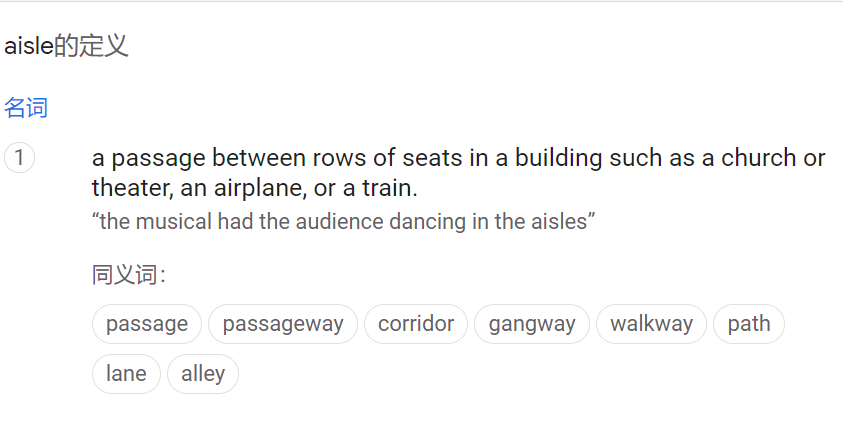 aisle的定义
名词
1
a passage between rows of seats in a building such as a church or
theater, an airplane, or a train.
“the musical had the audience dancing in the aisles”
同义词：
passage passageway corridor gangway walkway path
lane alley